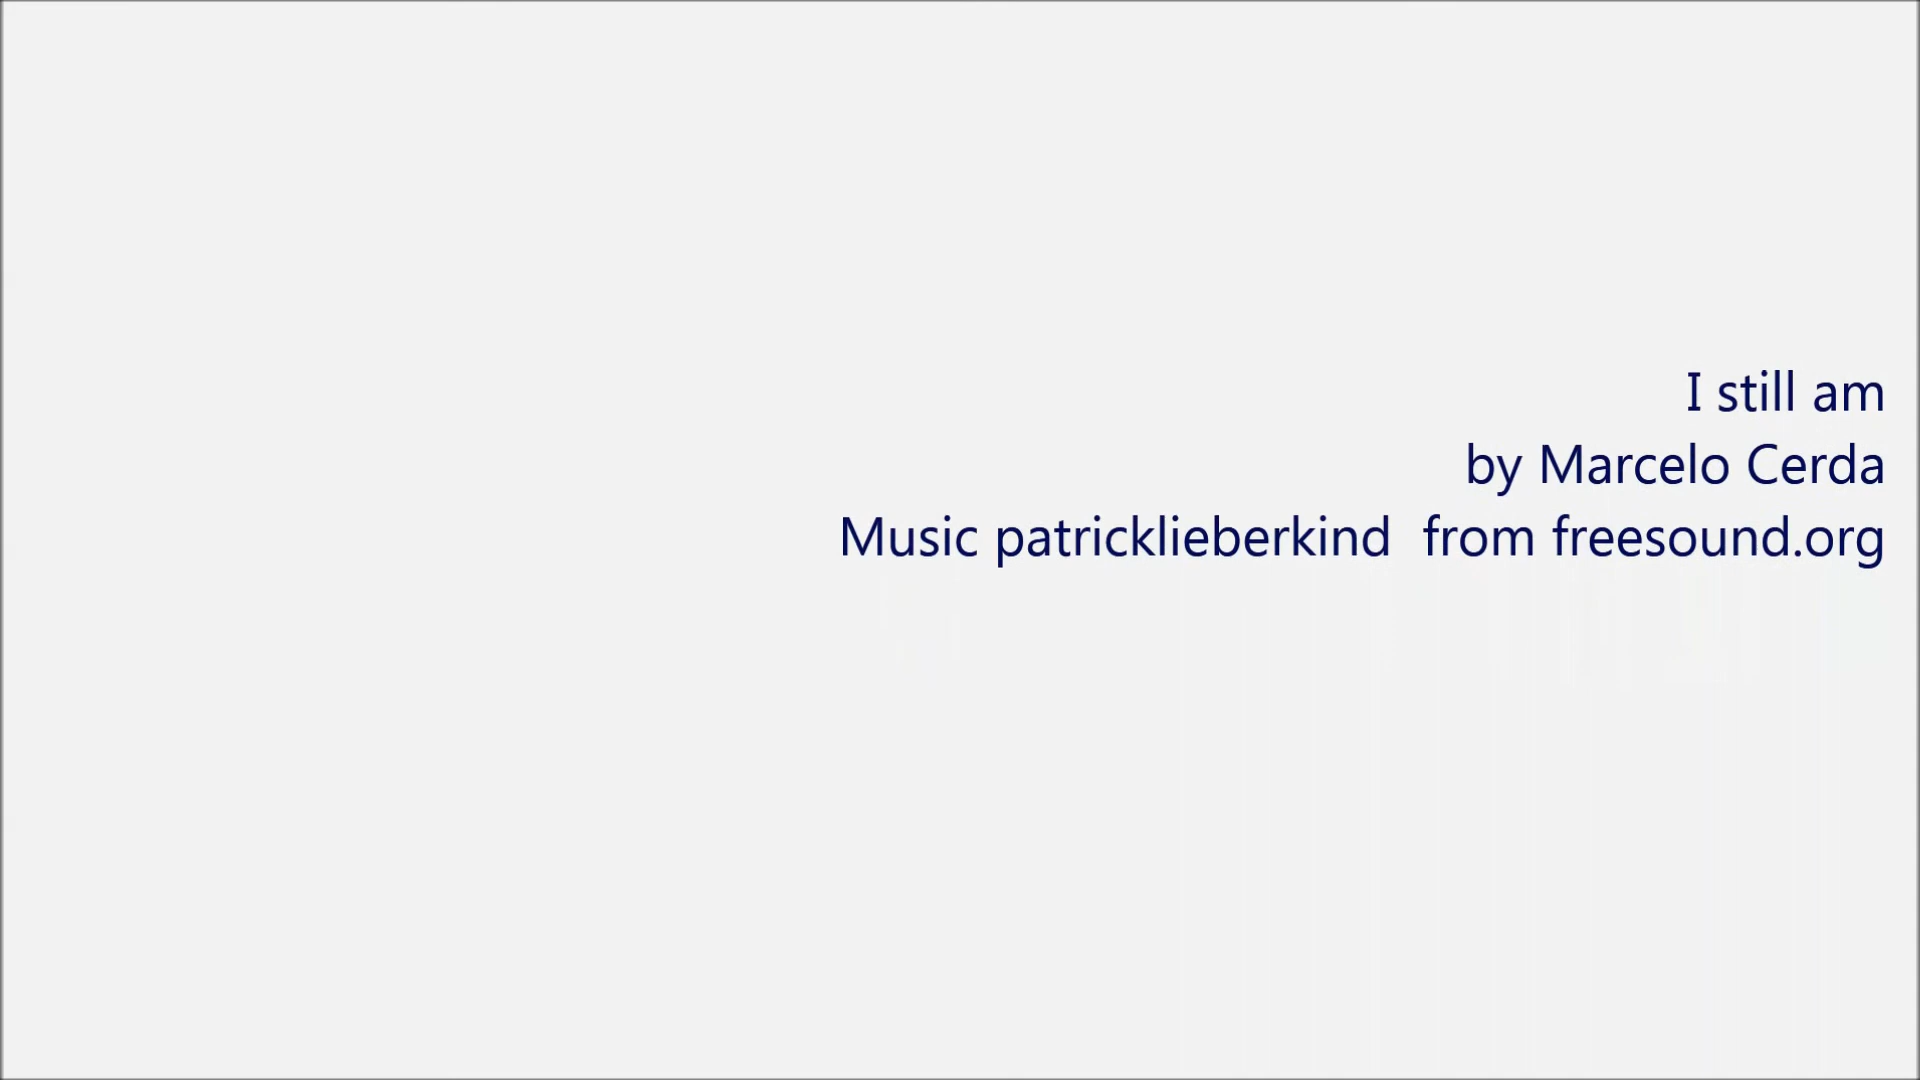 I still am
by Marcelo Cerda
Music patricklieberkind  from freesound.org